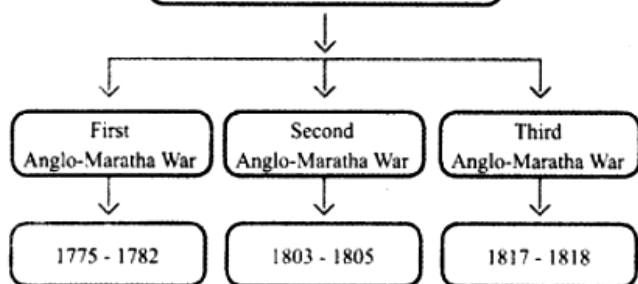 First
Anglo-Maratha War
Second
Anglo-Maratha War
Third
Anglo-Maratha War
1775 - 1782
1803 - 1805
1817 - 1818